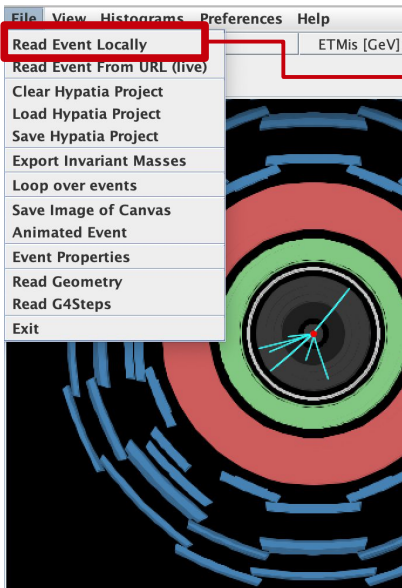 File View Histograms Preferences Help
Read Event Locally
ETMis [GeV]
Read Event From URL (live)
Clear Hypatia Project
Load Hypatia Project
Save Hypatia Project
Export Invariant Masses
Loop over events
Save Image of Canvas
Animated Event
Event Properties
Read Geometry
Read G4Steps
Exit